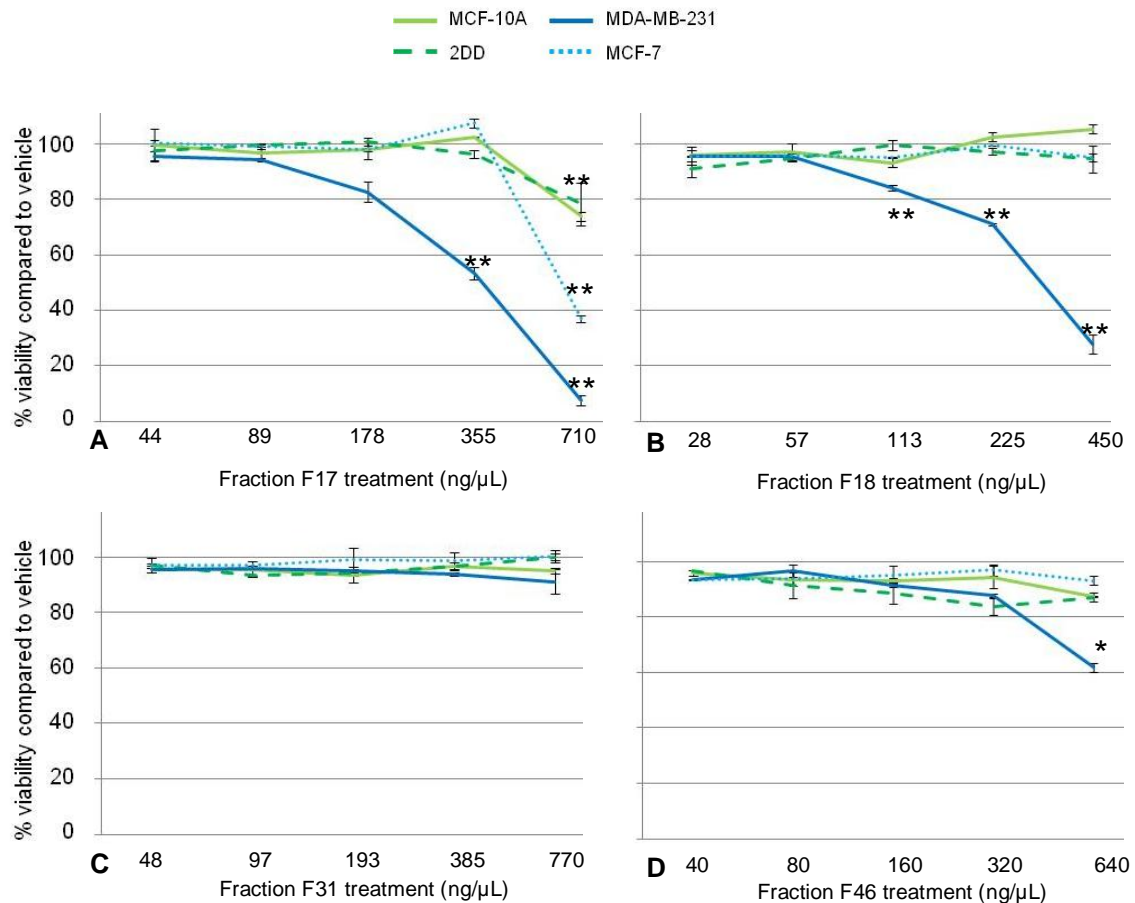 MCF-10A MDA-MB-231
2DD MCF-7
% viability compared to vehicle
100
80
60
40
20
0
**
**
**
**
A
44 89 178 355 710
Fraction F17 treatment (ng/µL)
**
**
**
B
28 57 113 225 450
Fraction F18 treatment (ng/µL)
% viability compared to vehicle
100
80
60
40
20
0
C
48 97 193 385 770
Fraction F31 treatment (ng/µL)
*
D
40 80 160 320 640
Fraction F46 treatment (ng/µL)